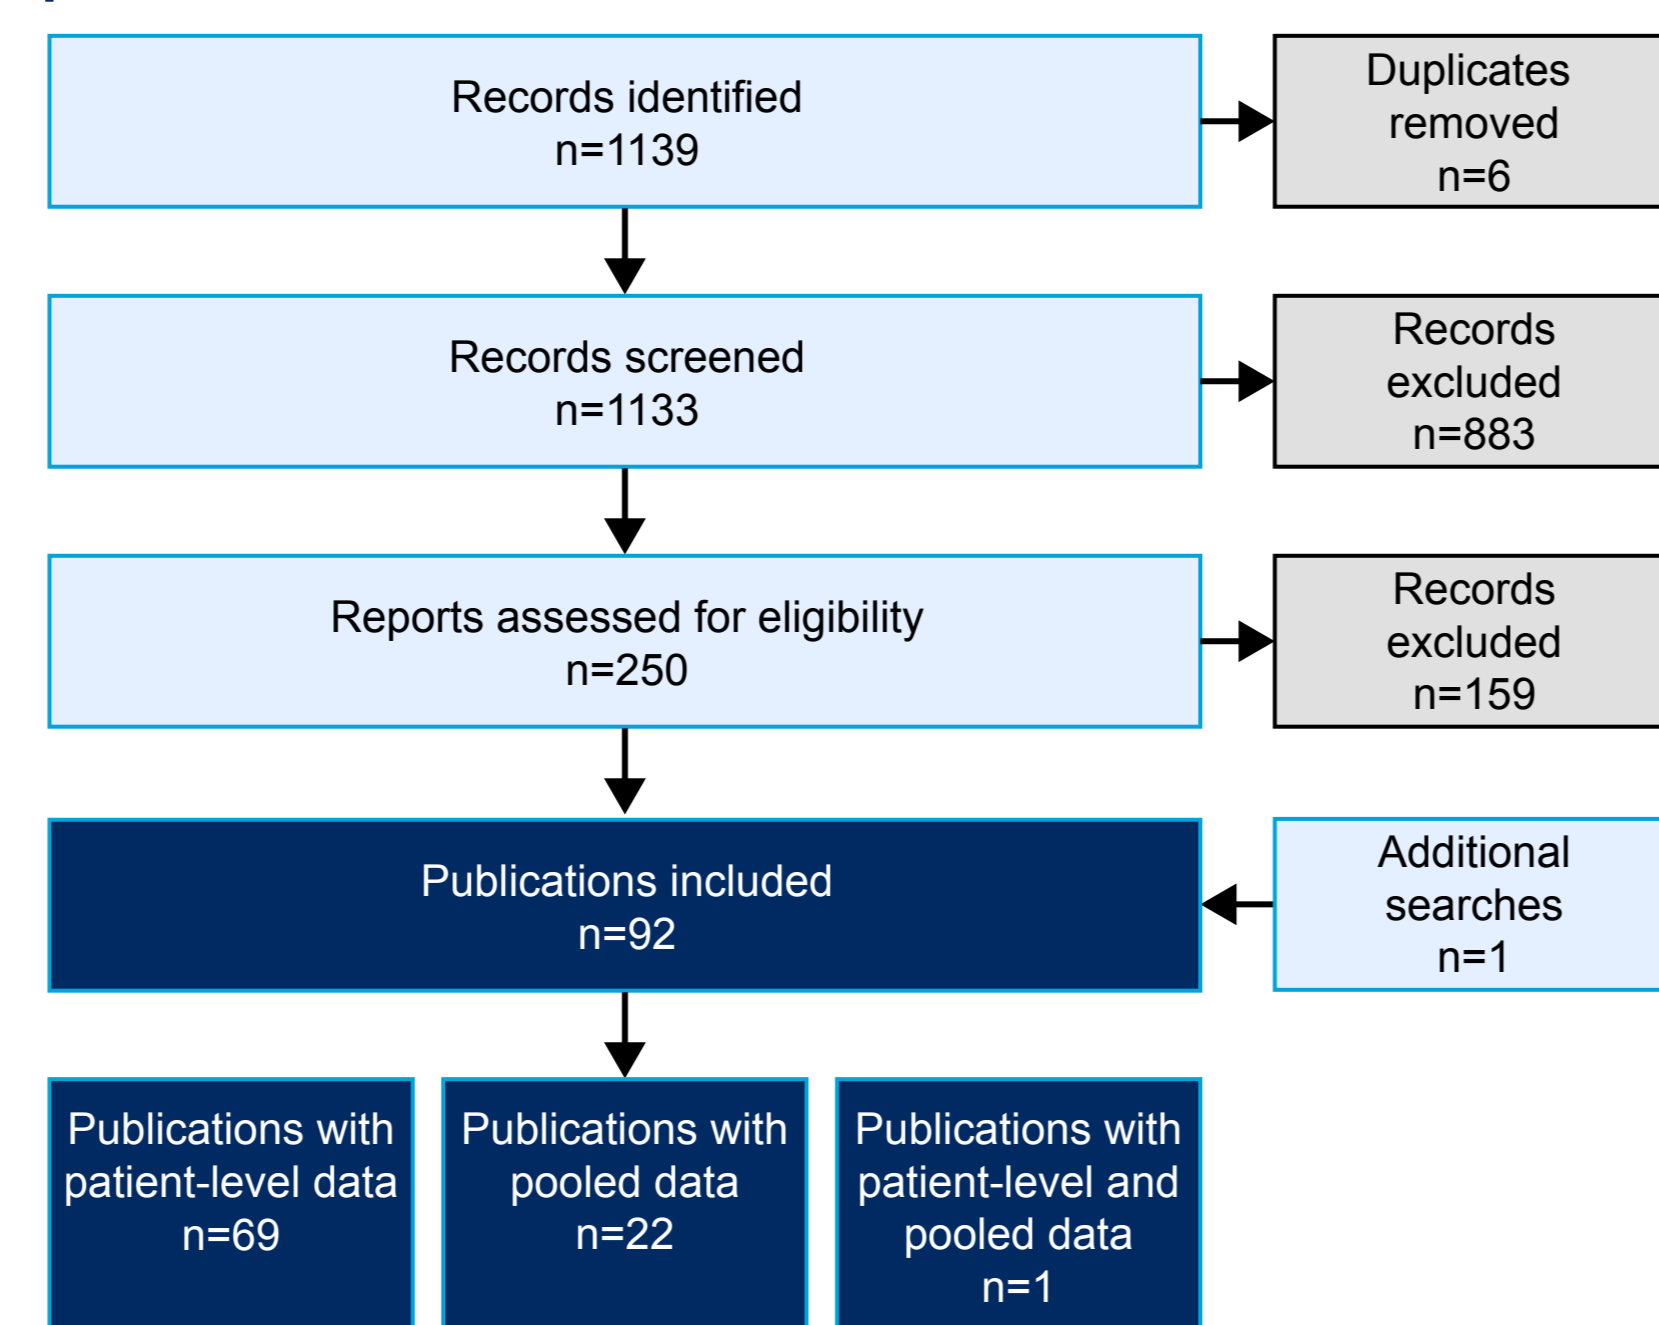 Records identified
n=1139
Duplicates
removed
n=6
Records screened
n=1133
Records
excluded
n=883
Reports assessed for eligibility
n=250
Records
excluded
n=159
Publications included
n=92
Additional
searches
n=1
Publications with
patient-level data
n=69
Publications with
pooled data
n=22
Publications with
patient-level and
pooled data
n=1